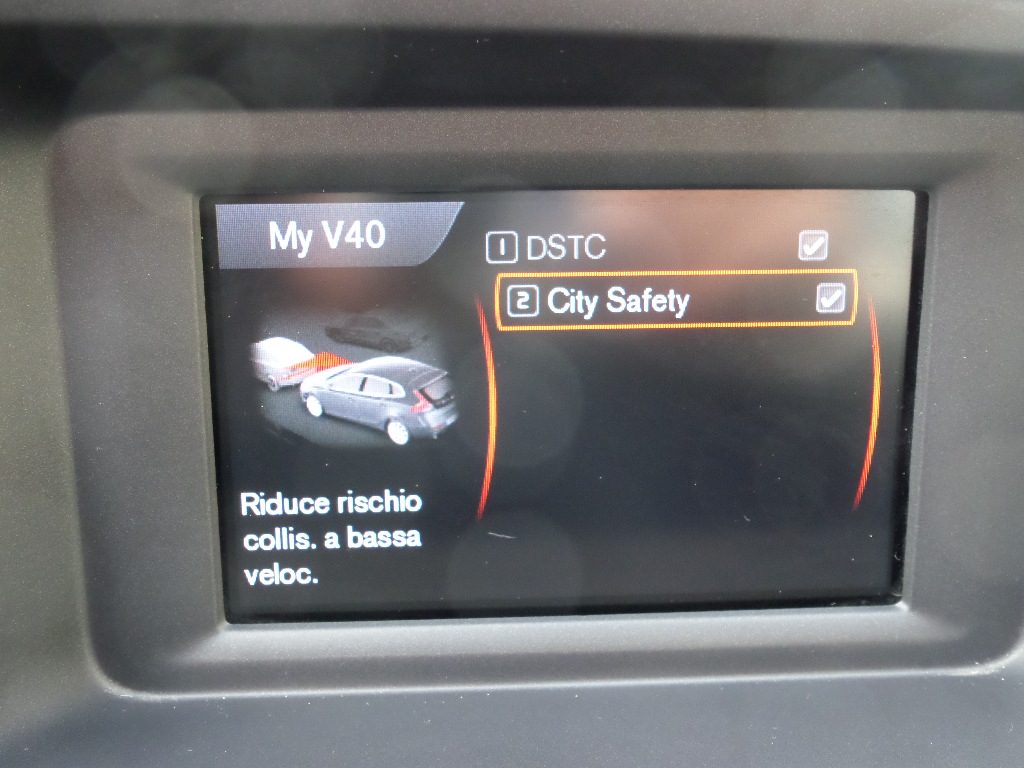 My V40
1 DSTC
2 City Safety
Riduce rischio
collis. a bassa
veloc.